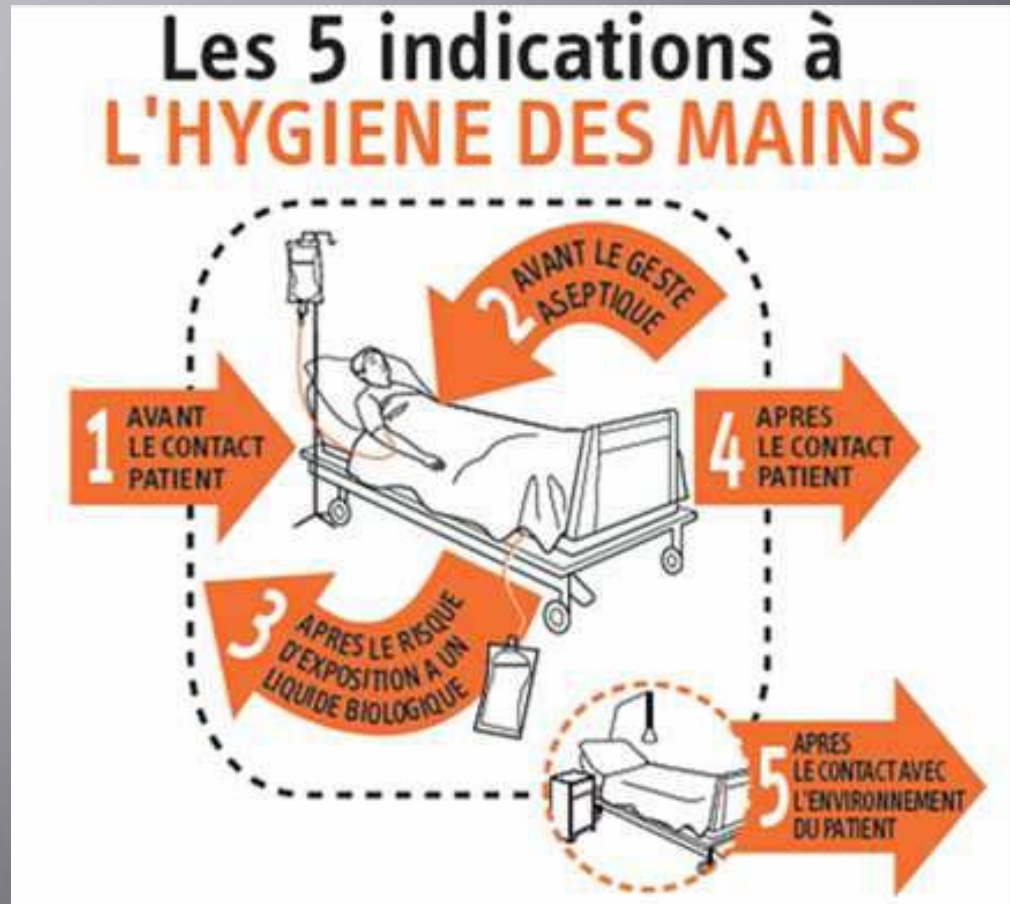 Les 5 indications à
L'HYGIENE DES MAINS
1 AVANT
LE CONTACT
PATIENT
2 AVANT LE GESTE
ASEPTIQUE
3 APRES LE RISQUE
D'EXPOSITION A UN
LIQUIDE BIOLOGIQUE
4 APRES
LE CONTACT
PATIENT
5 APRES
LE CONTACT AVEC
L'ENVIRONNEMENT
DU PATIENT